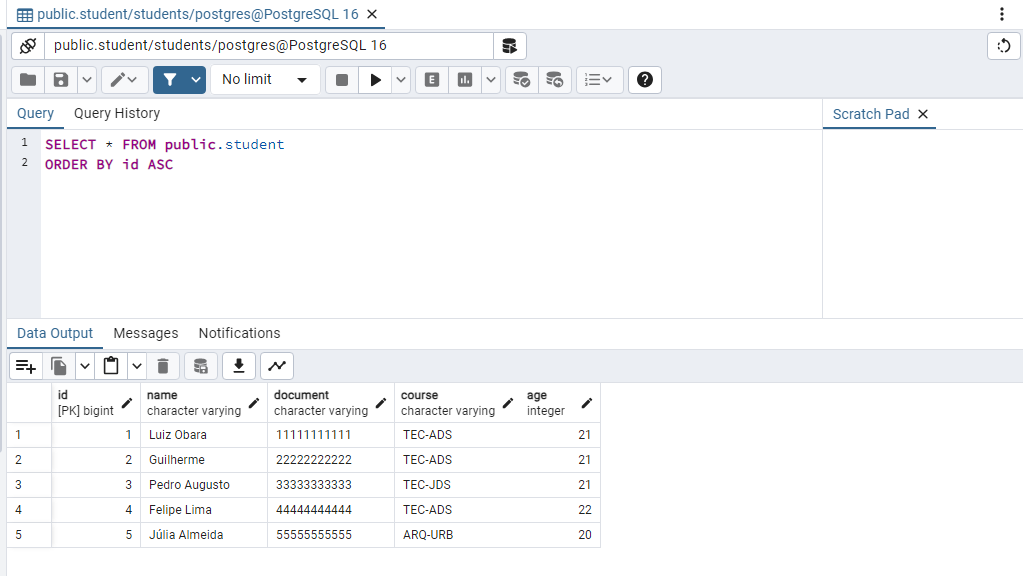 public.student/students/postgres@PostgreSQL 16
public.student/students/postgres@PostgreSQL 16
No limit
E
Query Query History Scratch Pad
1 SELECT * FROM public.student
2 ORDER BY id ASC
Data Output Messages Notifications
id name document course age
[PK] bigint character varying character varying character varying integer
1 1 Luiz Obara 11111111111 TEC-ADS 21
2 2 Guilherme 22222222222 TEC-ADS 21
3 3 Pedro Augusto 33333333333 TEC-JDS 21
4 4 Felipe Lima 44444444444 TEC-ADS 22
5 5 Júlia Almeida 55555555555 ARQ-URB 20